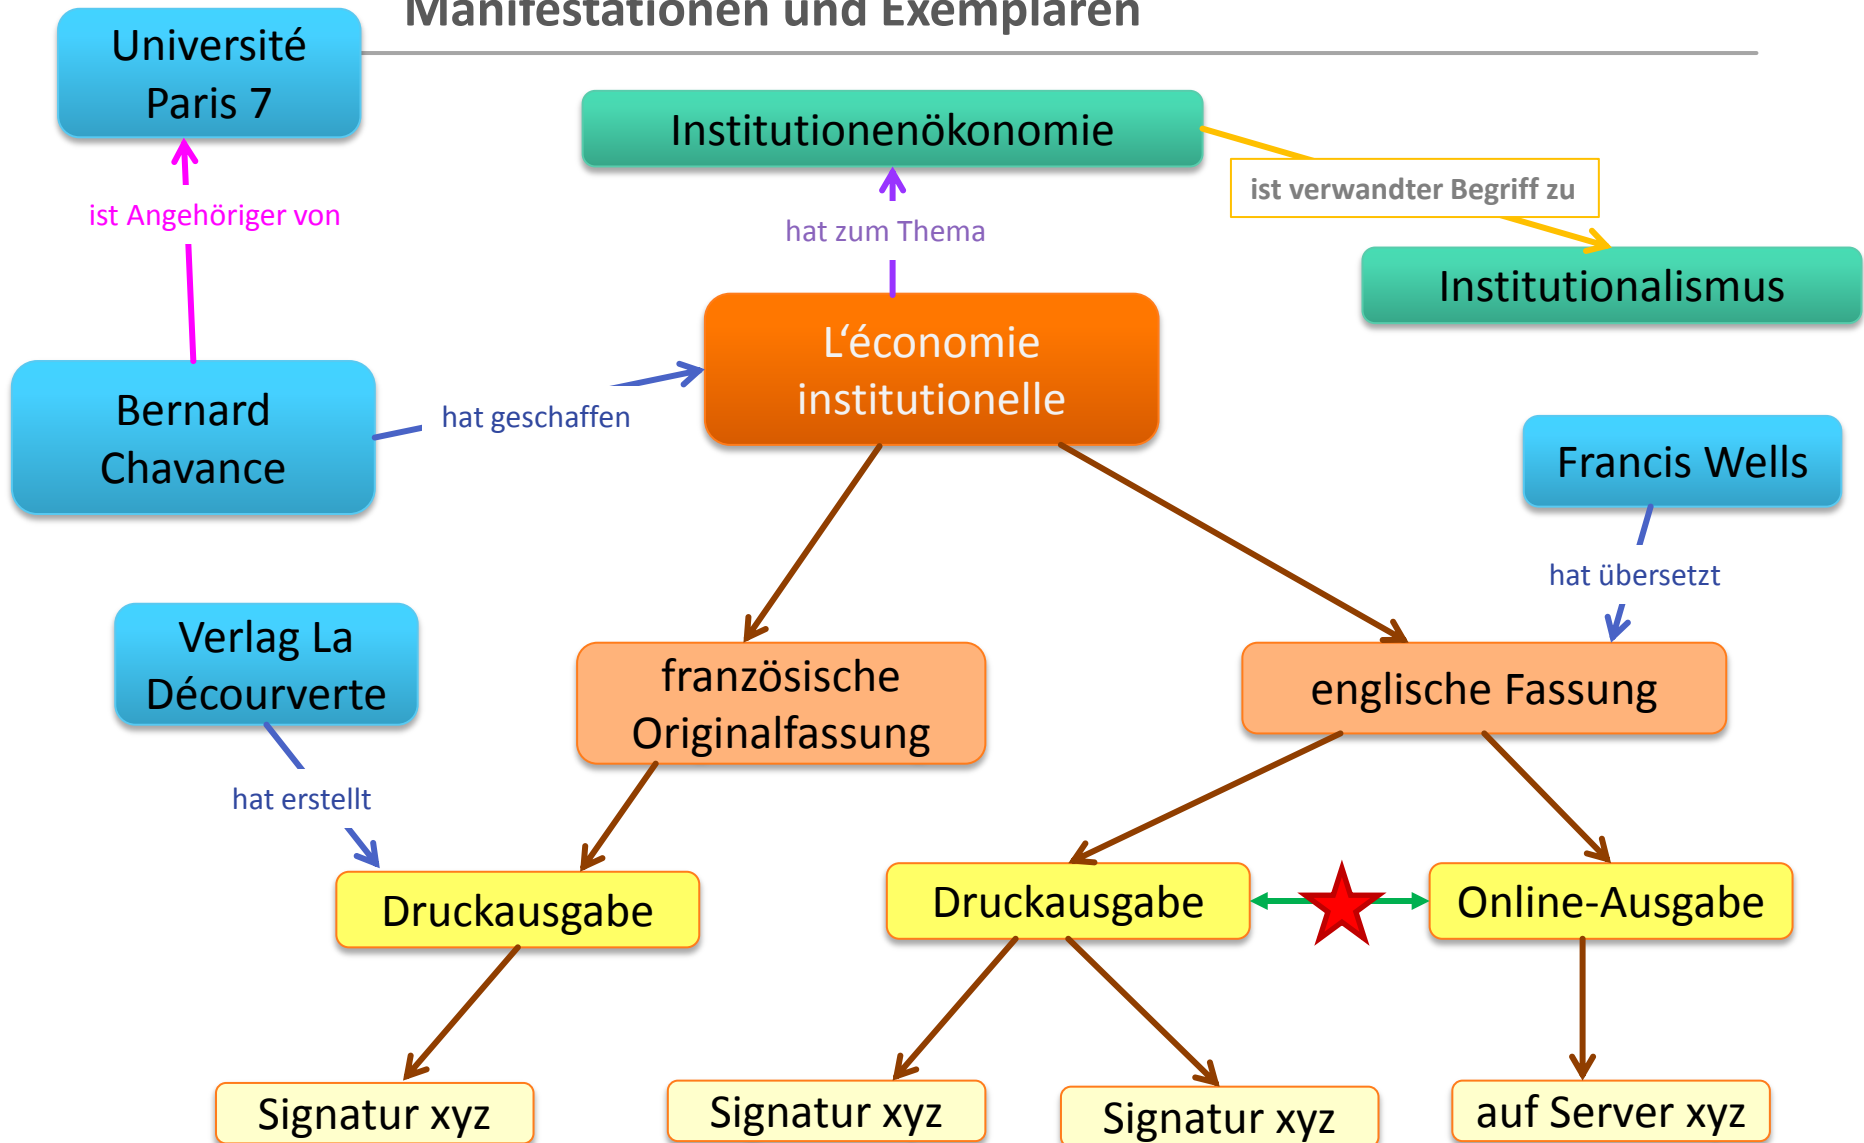 Manifestationen und Exemplaren
Université
Paris 7
Institutionenökonomie
ist verwandter Begriff zu
ist Angehöriger von
hat zum Thema
Institutionalismus
L‘économie
institutionelle
Bernard
Chavance
hat geschaffen
Francis Wells
hat übersetzt
Verlag La
Décourverte
französische
Originalfassung
englische Fassung
hat erstellt
Druckausgabe
Druckausgabe
Online-Ausgabe
Signatur xyz
Signatur xyz
Signatur xyz
auf Server xyz